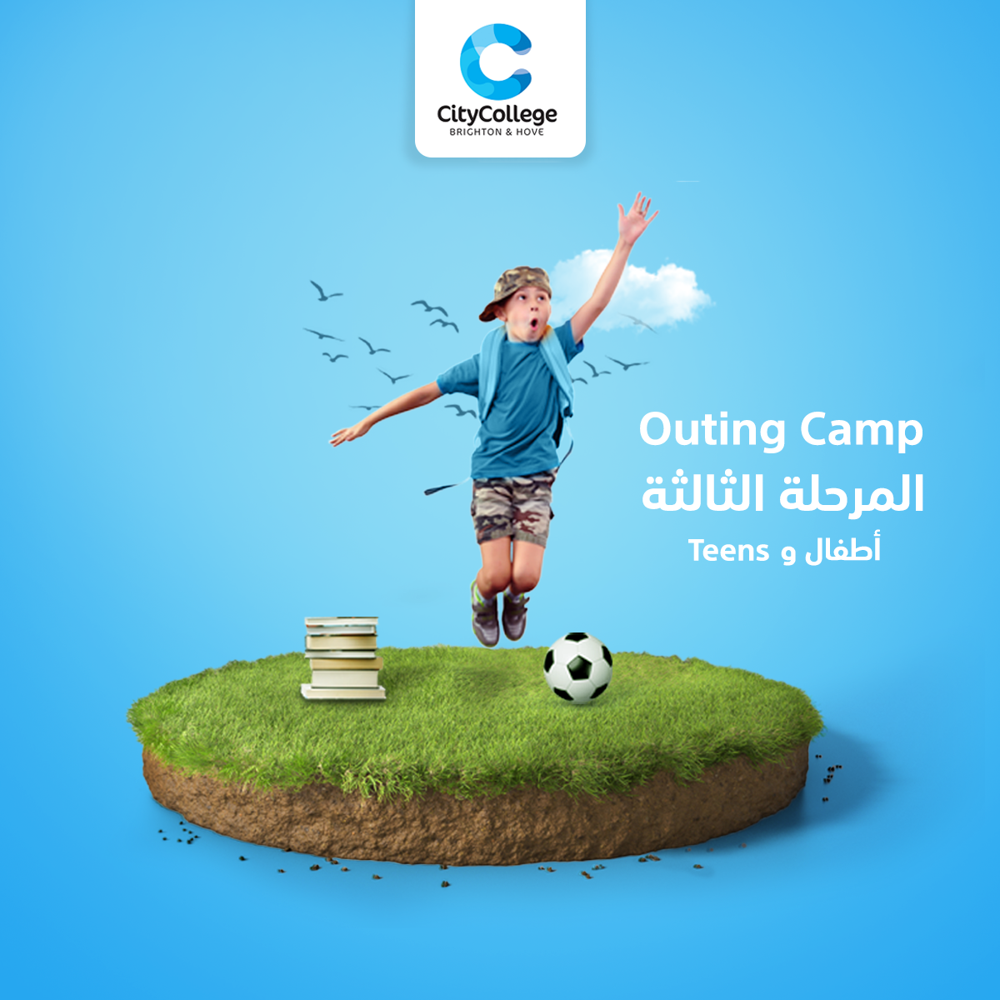 CityCollege
BRIGHTON & HOVE
Outing Camp
المرحلة الثالثة
أطفال و Teens